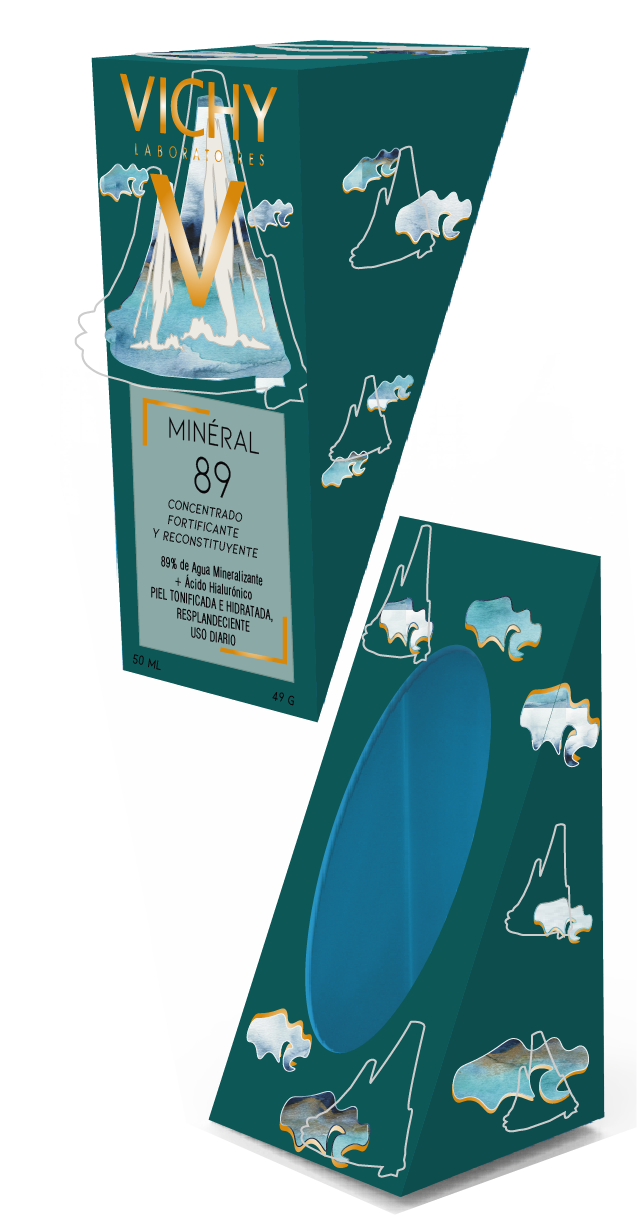 VICHY
LABORATOIRES
V
MINÉRAL
89
CONCENTRADO
FORTIFICANTE
Y RECONSTITUYENTE
89% de Agua Mineralizante
+ Ácido Hialurónico
PIEL TONIFICADA E HIDRATADA,
RESPLANDECIENTE
USO DIARIO
50 ML
49 G